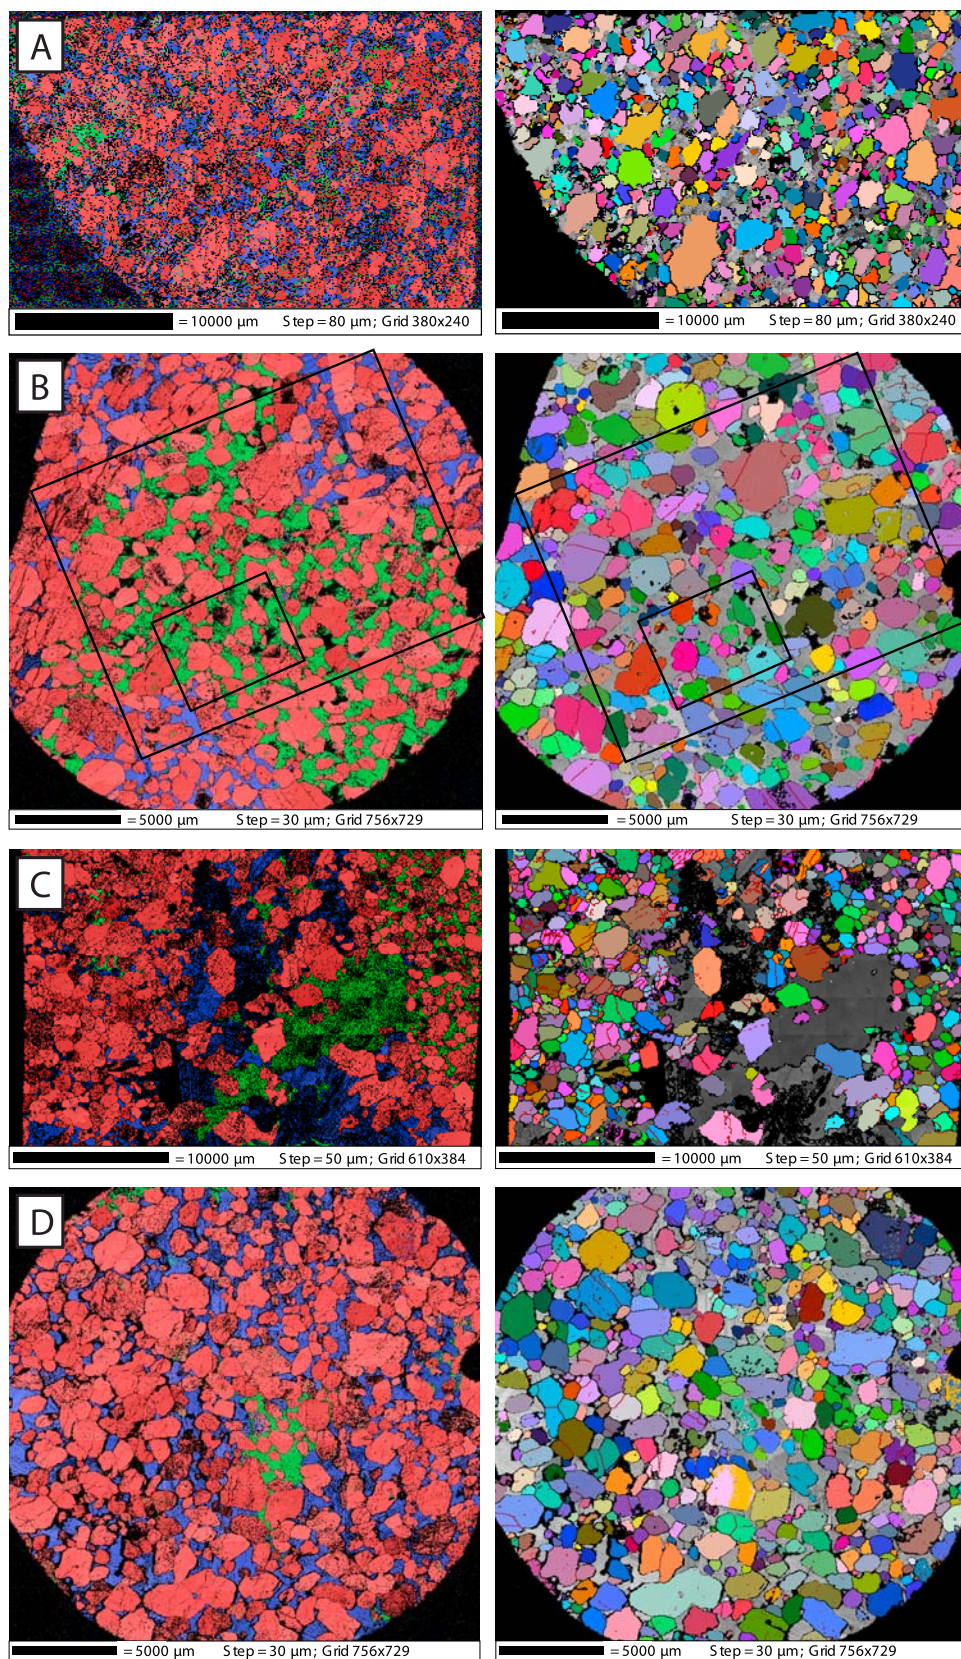 A
= 10000 µm Step = 80 µm; Grid 380x240
= 10000 µm Step = 80 µm; Grid 380x240
B
= 5000 µm Step = 30 µm; Grid 756x729
= 5000 µm Step = 30 µm; Grid 756x729
C
= 10000 µm Step = 50 µm; Grid 610x384
= 10000 µm Step = 50 µm; Grid 610x384
D
= 5000 µm Step = 30 µm; Grid 756x729
= 5000 µm Step = 30 µm; Grid 756x729